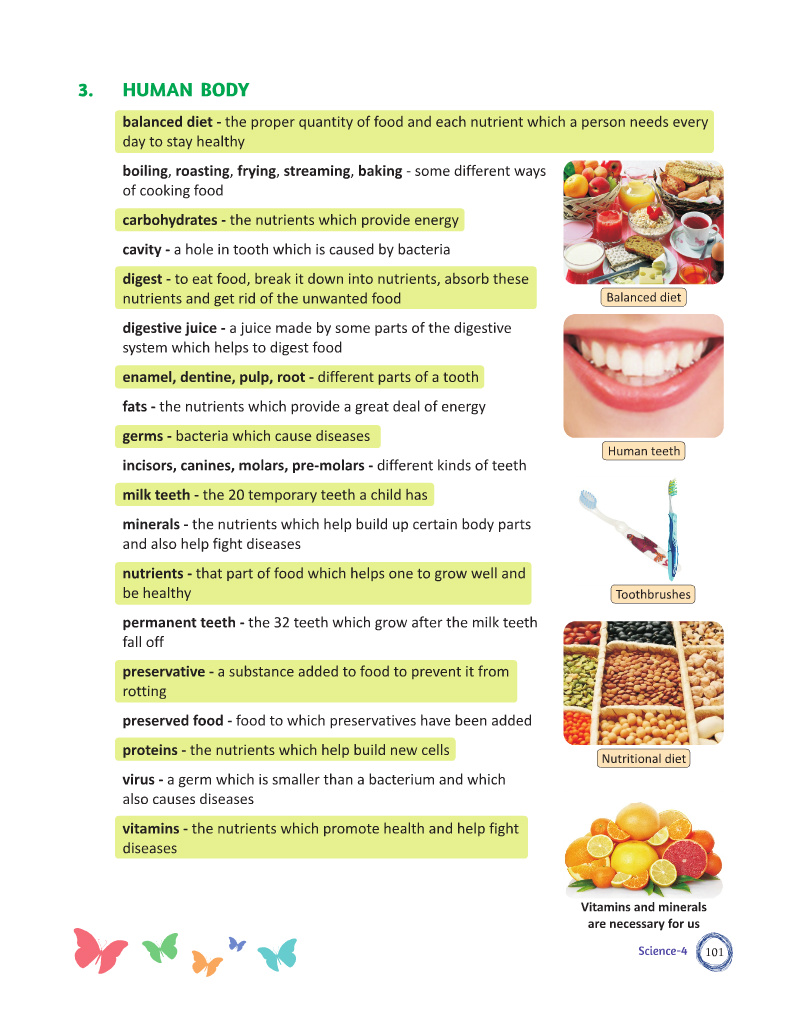 3. HUMAN BODY
balanced diet - the proper quantity of food and each nutrient which a person needs every
day to stay healthy
boiling, roasting, frying, streaming, baking - some different ways
of cooking food
carbohydrates - the nutrients which provide energy
cavity - a hole in tooth which is caused by bacteria
digest - to eat food, break it down into nutrients, absorb these
nutrients and get rid of the unwanted food
digestive juice - a juice made by some parts of the digestive
system which helps to digest food
enamel, dentine, pulp, root - different parts of a tooth
fats - the nutrients which provide a great deal of energy
germs - bacteria which cause diseases
incisors, canines, molars, pre-molars - different kinds of teeth
milk teeth - the 20 temporary teeth a child has
minerals - the nutrients which help build up certain body parts
and also help fight diseases
nutrients - that part of food which helps one to grow well and
be healthy
permanent teeth - the 32 teeth which grow after the milk teeth
fall off
preservative - a substance added to food to prevent it from
rotting
preserved food - food to which preservatives have been added
proteins - the nutrients which help build new cells
virus - a germ which is smaller than a bacterium and which
also causes diseases
vitamins - the nutrients which promote health and help fight
diseases
Balanced diet
Human teeth
Toothbrushes
Nutritional diet
Vitamins and minerals
are necessary for us
Science-4 101